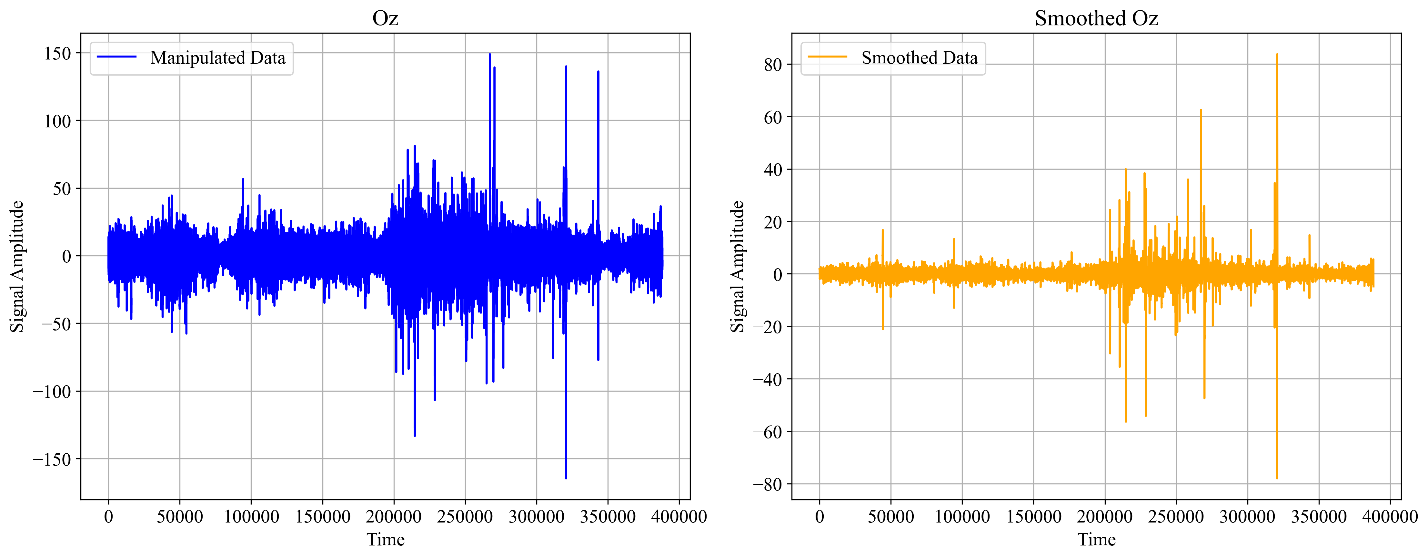 Oz
Manipulated Data
150
100
50
0
−50
−100
−150
Signal Amplitude
0 50000 100000 150000 200000 250000 300000 350000 400000
Time
Smoothed Oz
Smoothed Data
80
60
40
20
0
−20
−40
−60
−80
Signal Amplitude
0 50000 100000 150000 200000 250000 300000 350000 400000
Time